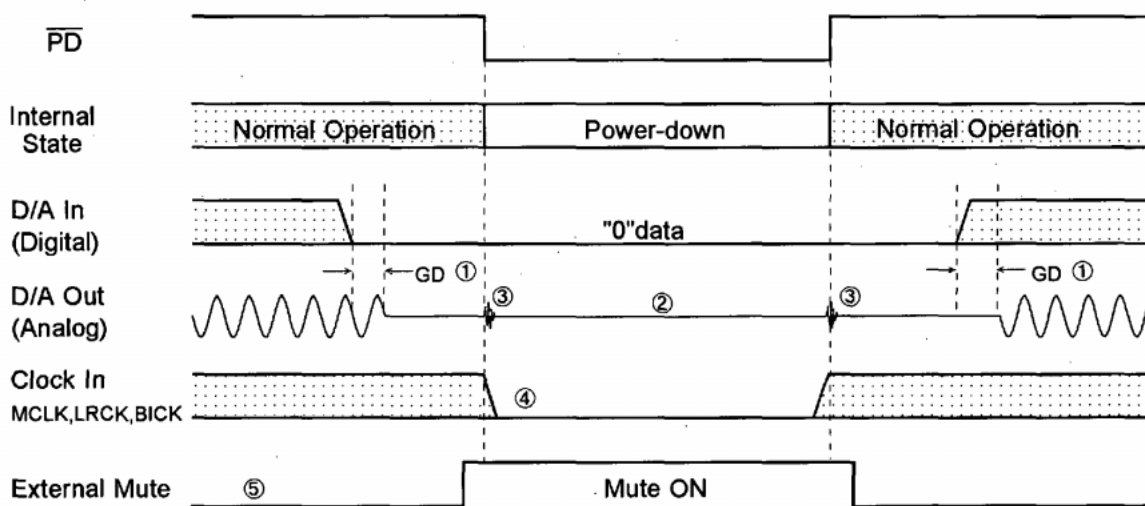 PD
Internal State
Normal Operation
Power-down
Normal Operation
D/A In
(Digital)
"0"data
GD ①
GD ①
D/A Out
(Analog)
③
②
③
Clock In
MCLK,LRCK,BICK
④
External Mute
⑤
Mute ON